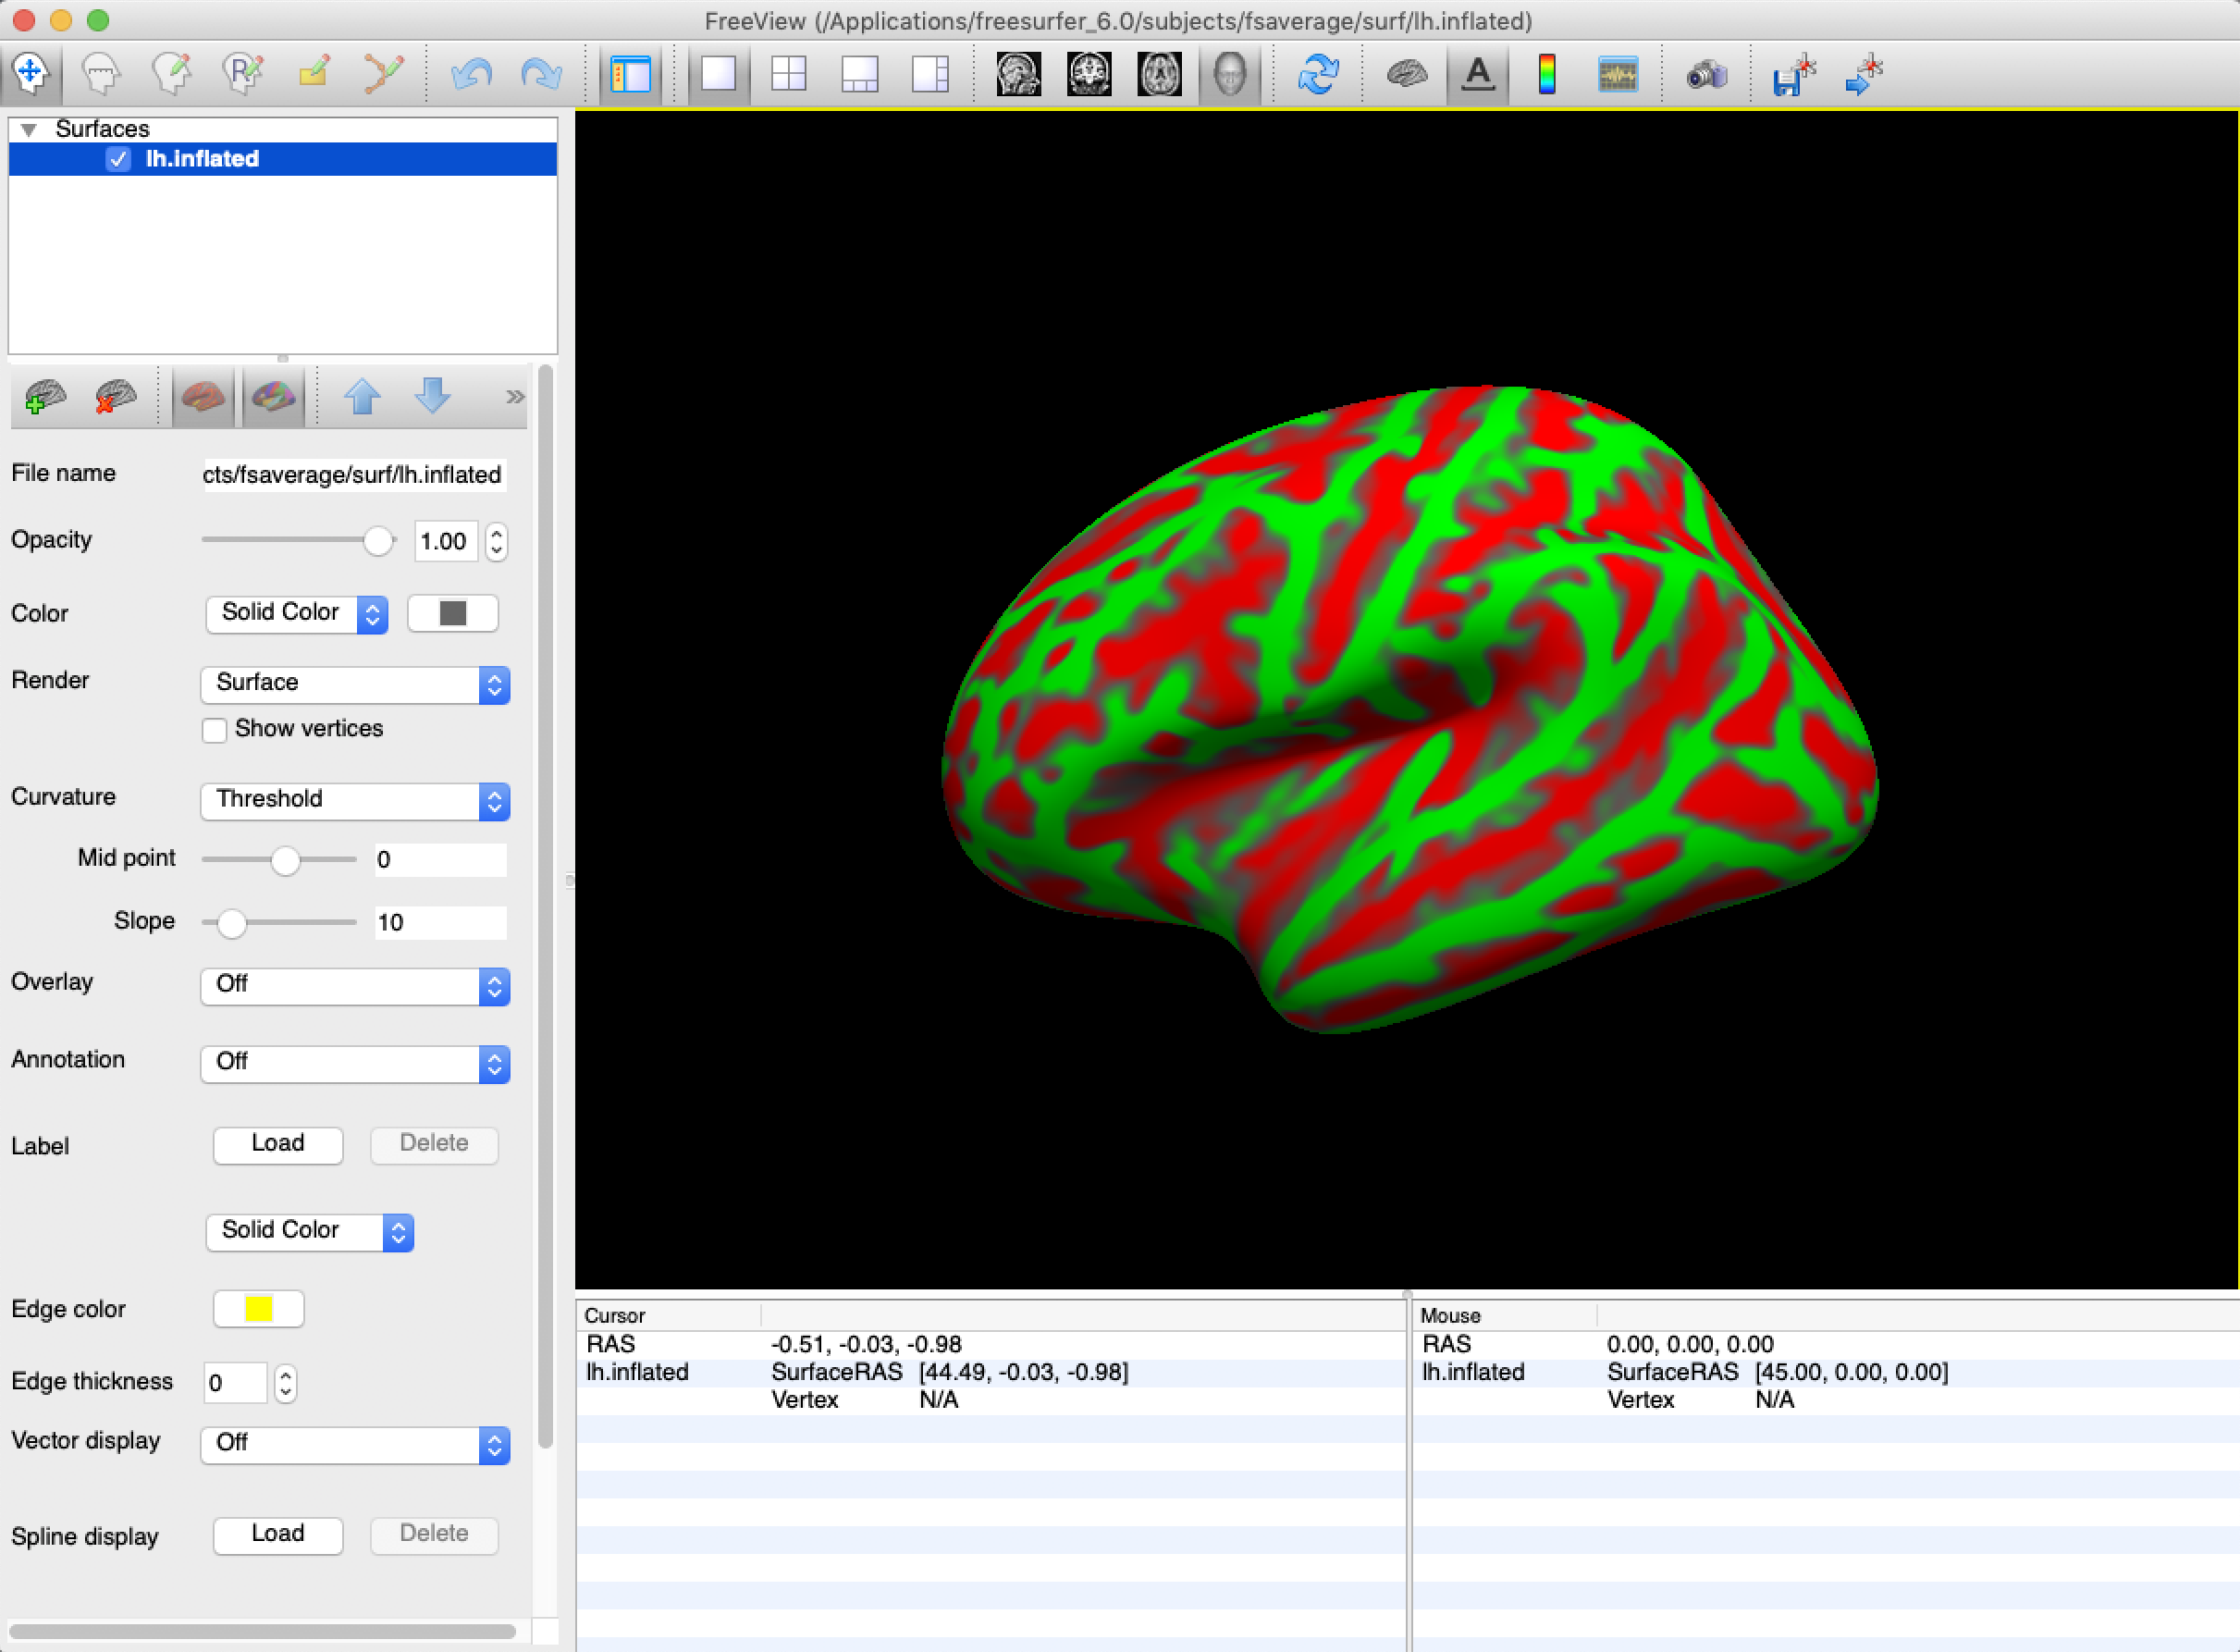 FreeView (/Applications/freesurfer_6.0/subjects/fsaverage/surf/lh.inflated)
R
A
Surfaces
lh.inflated
»
File name cts/fsaverage/surf/lh.inflated
Opacity 1.00
Color Solid Color
Render Surface
Show vertices
Curvature Threshold
Mid point 0
Slope 10
Overlay Off
Annotation Off
Label Load Delete
Solid Color
Edge color
Edge thickness 0
Vector display Off
Spline display Load Delete
Cursor
RAS -0.51, -0.03, -0.98
lh.inflated SurfaceRAS [44.49, -0.03, -0.98]
Vertex N/A
Mouse
RAS 0.00, 0.00, 0.00
lh.inflated SurfaceRAS [45.00, 0.00, 0.00]
Vertex N/A